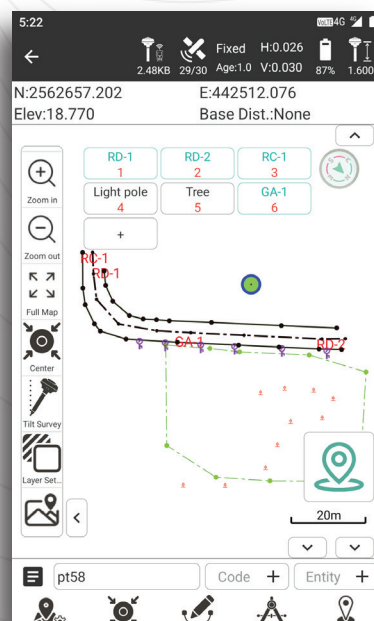 5:22
VoLTE 4G 4G
Fixed H:0.026
2.48KB 29/30 Age:1.0 V:0.030 87% 1.600
N:2562657.202 E:442512.076
Elev:18.770 Base Dist.:None
RD-1 RD-2 RC-1
1 2 3
Light pole Tree GA-1
4 5 6
+
Zoom in
Zoom out
Full Map
Center
Tilt Survey
Layer Set...
RC-1
RD-1
GA-1
RD-2
20m
pt58 Code + Entity +